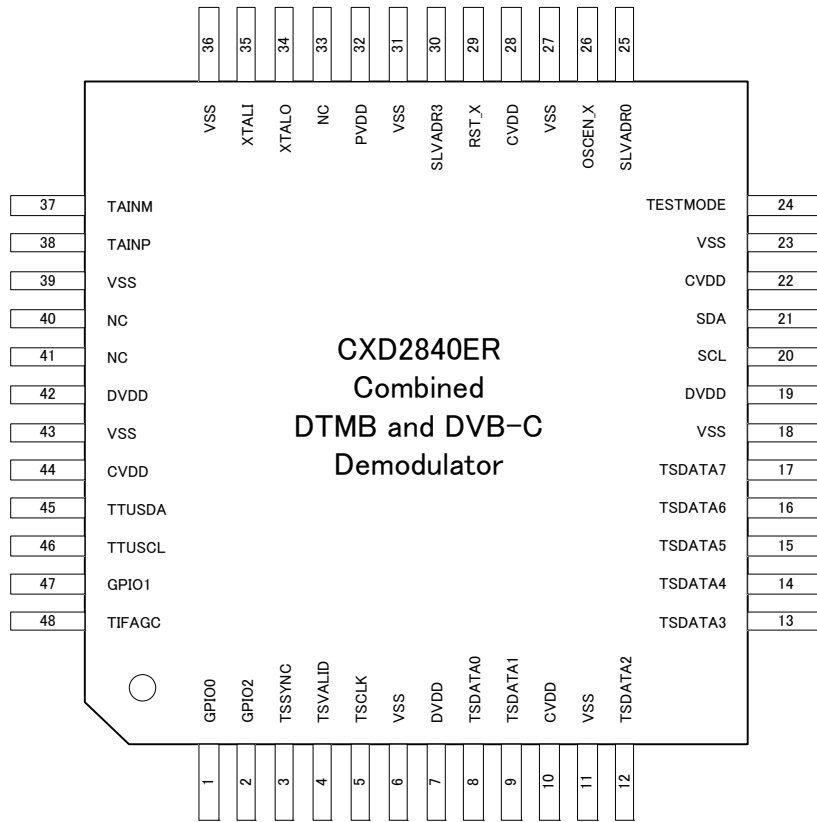 36 35 34 33 32 31 30 29 28 27 26 25
VSS XTALI XTALO NC PVDD VSS SLVADR3 RST_X CVDD VSS OSCEN_X SLVADR0
37 TAINM TESTMODE 24
38 TAINP VSS 23
39 VSS CVDD 22
40 NC SDA 21
41 NC SCL 20
42 DVDD DVDD 19
43 VSS VSS 18
44 CVDD TSDATA7 17
45 TTUSDA TSDATA6 16
46 TTUSCL TSDATA5 15
47 GPIO1 TSDATA4 14
48 TIFAGC TSDATA3 13
CXD2840ER
Combined
DTMB and DVB-C
Demodulator
GPIO0 GPIO2 TSSYNC TSVALID TSCLK VSS DVDD TSDATA0 TSDATA1 CVDD VSS TSDATA2
1 2 3 4 5 6 7 8 9 10 11 12